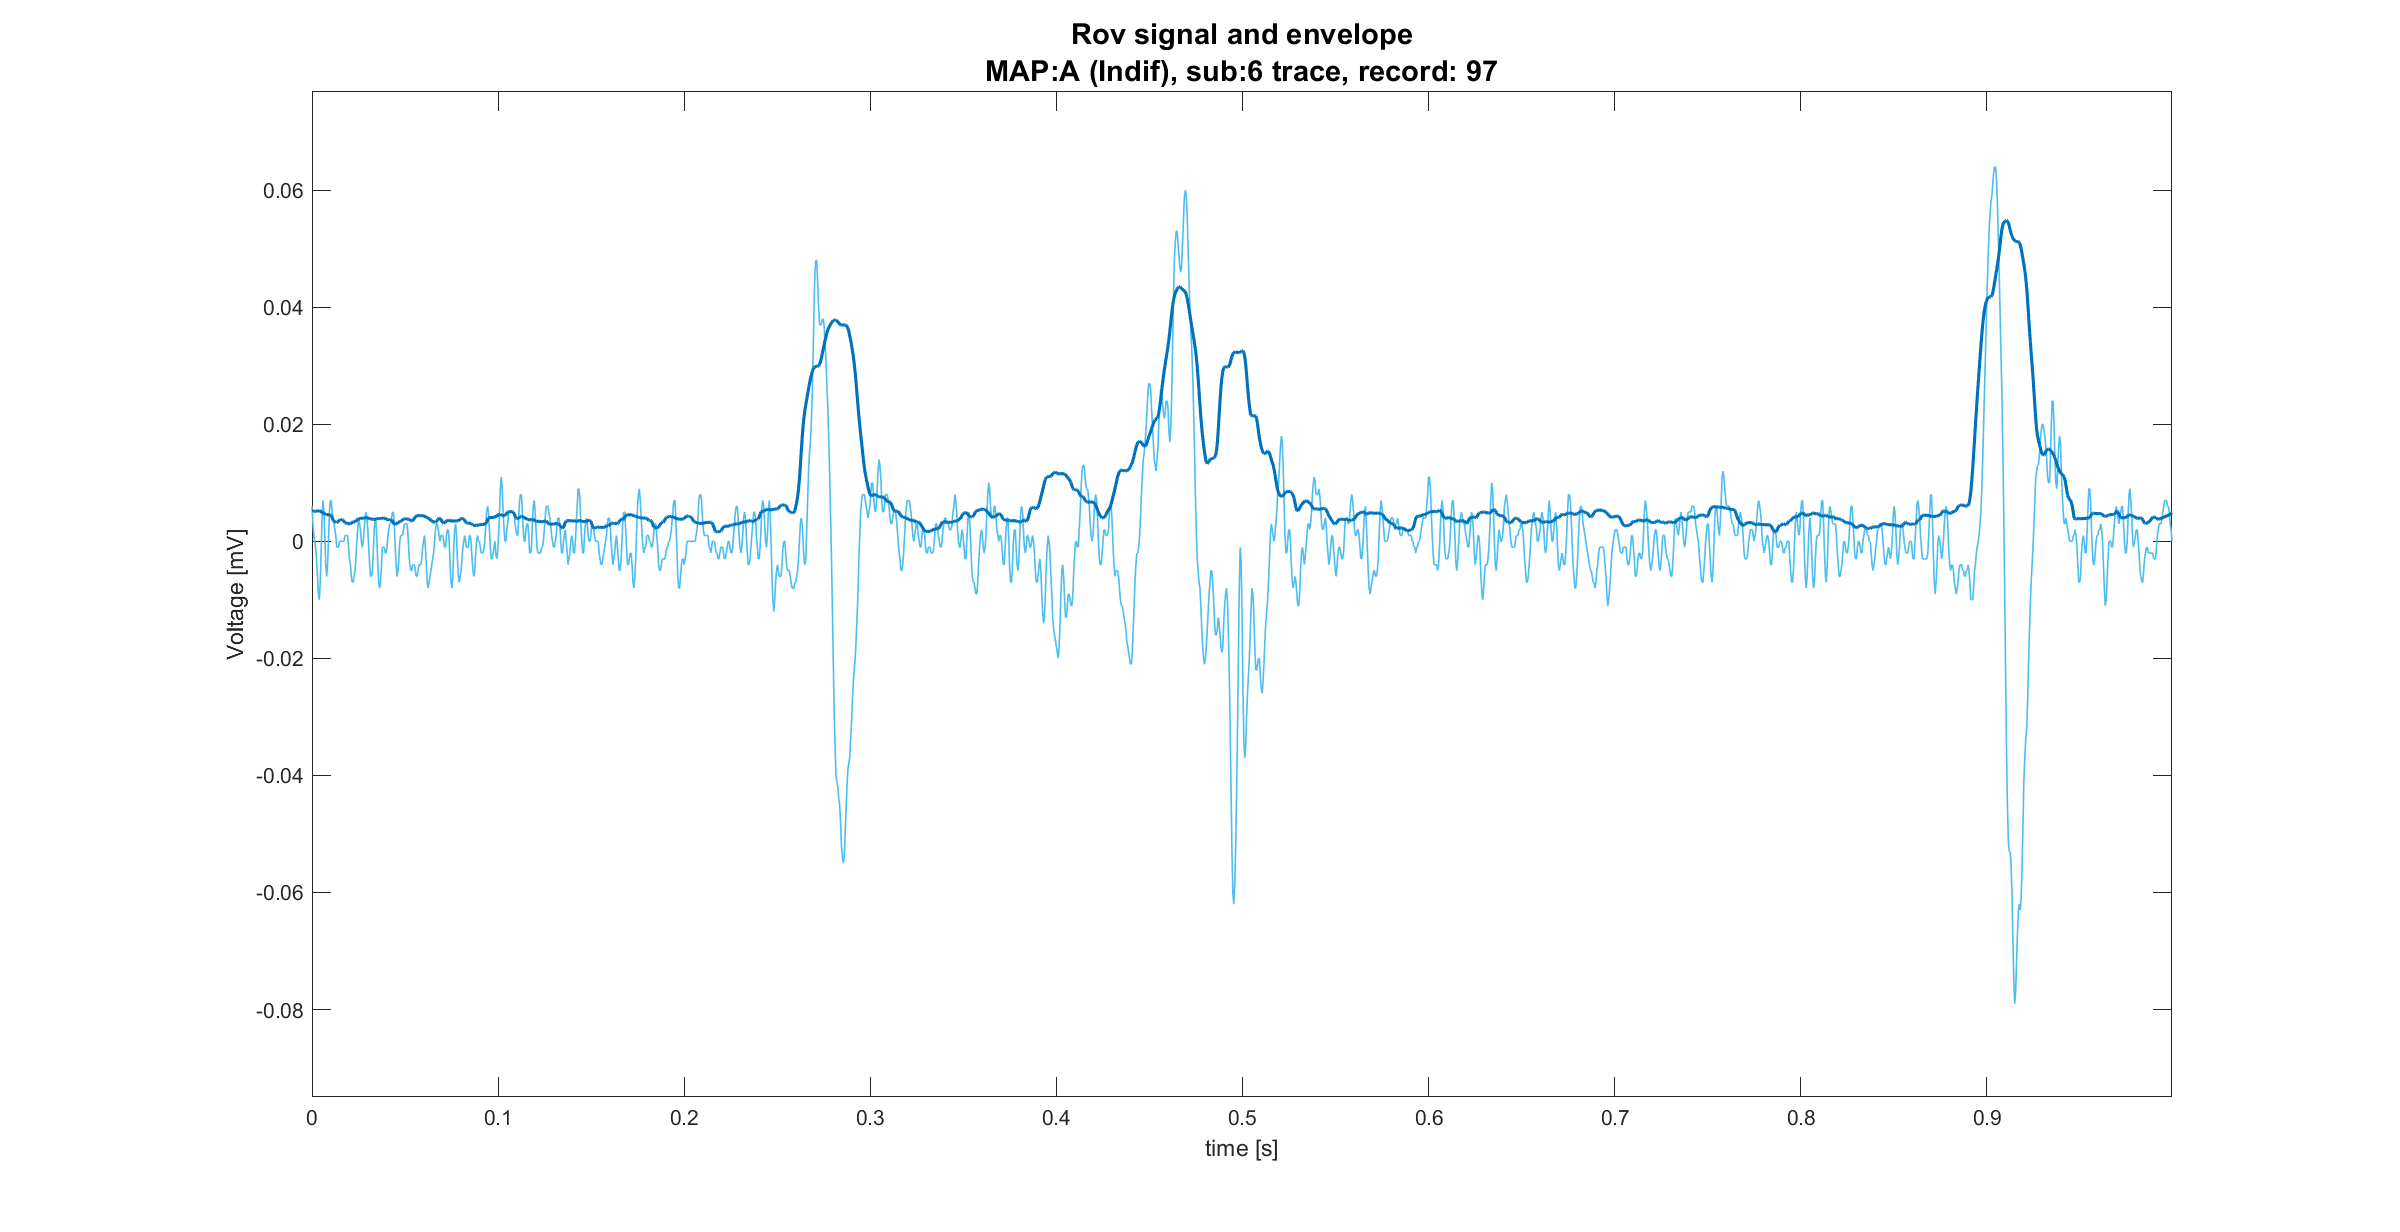 Rov signal and envelope
MAP:A (Indif), sub:6 trace, record: 97
0.06
0.04
0.02
0
-0.02
-0.04
-0.06
-0.08
Voltage [mV]
0 0.1 0.2 0.3 0.4 0.5 0.6 0.7 0.8 0.9
time [s]